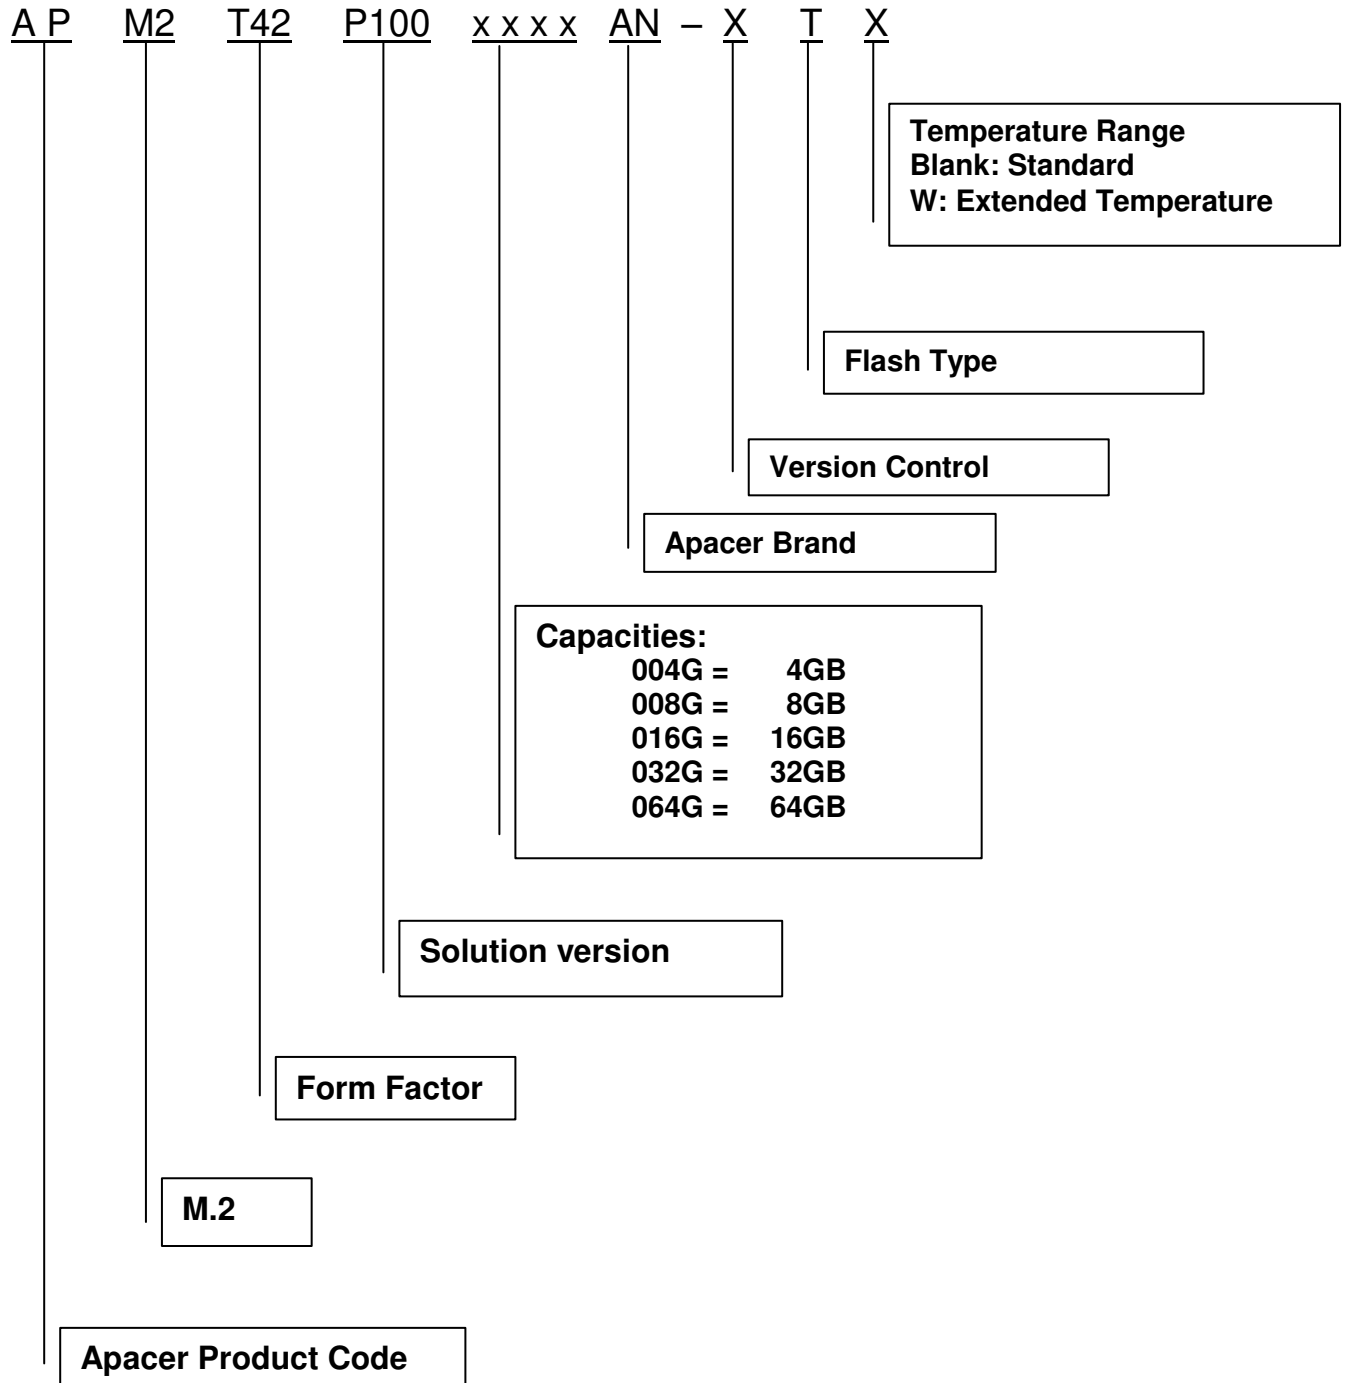 A P M2 T42 P100 x x x x AN – X T X
Temperature Range
Blank: Standard
W: Extended Temperature
Flash Type
Version Control
Apacer Brand
Capacities:
004G = 4GB
008G = 8GB
016G = 16GB
032G = 32GB
064G = 64GB
Solution version
Form Factor
M.2
Apacer Product Code